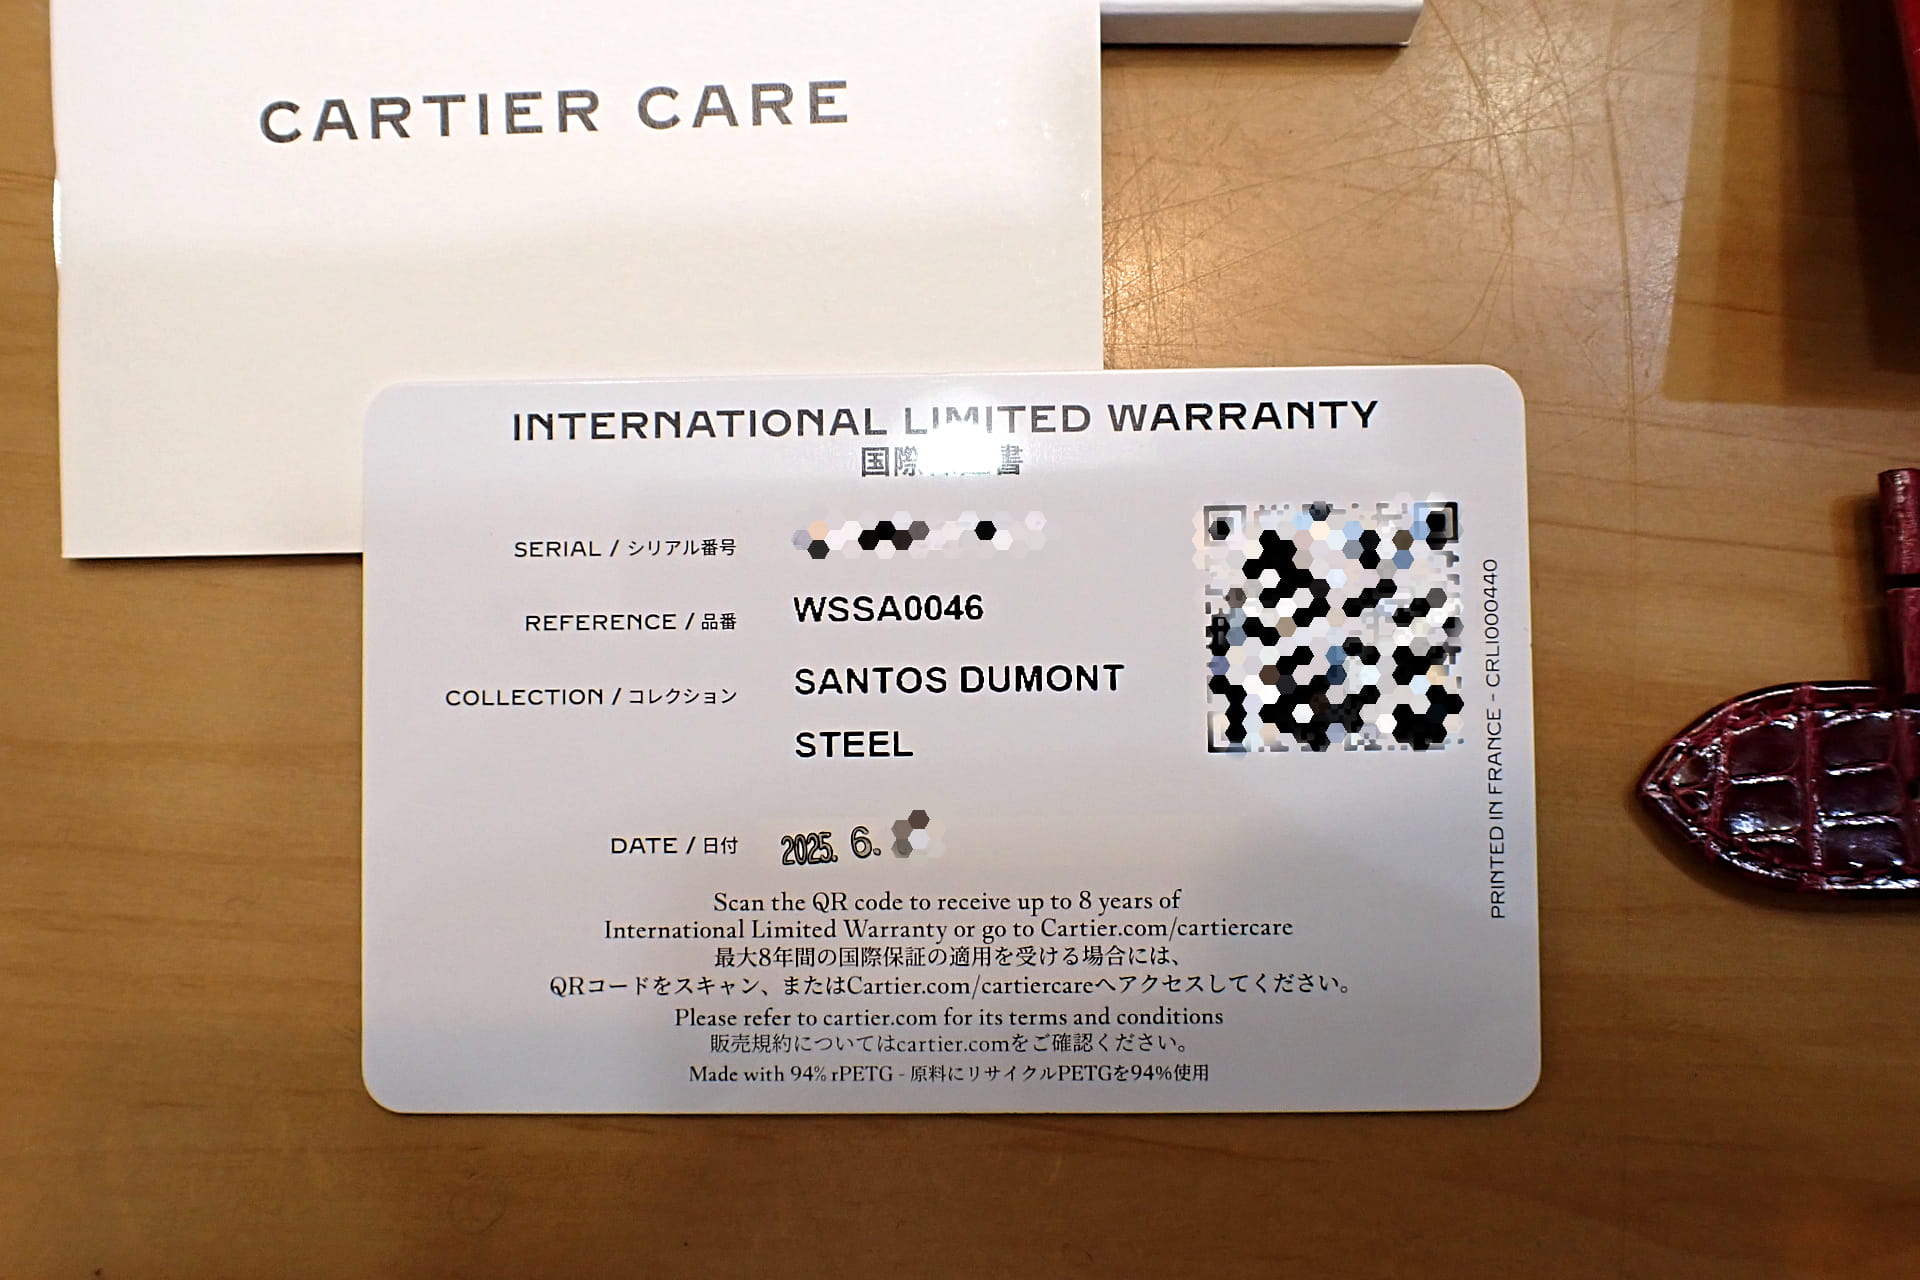 CARTIER CARE
INTERNATIONAL LIMITED WARRANTY
国際 書
SERIAL / シリアル番号
REFERENCE / 品番 WSSA0046
COLLECTION / コレクション SANTOS DUMONT
STEEL
DATE / 日付 2025. 6.
Scan the QR code to receive up to 8 years of
International Limited Warranty or go to Cartier.com/cartiercare
最大8年間の国際保証の適用を受ける場合には、
QRコードをスキャン、またはCartier.com/cartiercareへアクセスしてください。
Please refer to cartier.com for its terms and conditions
販売規約についてはcartier.comをご確認ください。
Made with 94% rPETG - 原料にリサイクルPETGを94%使用
PRINTED IN FRANCE - CRLI000440